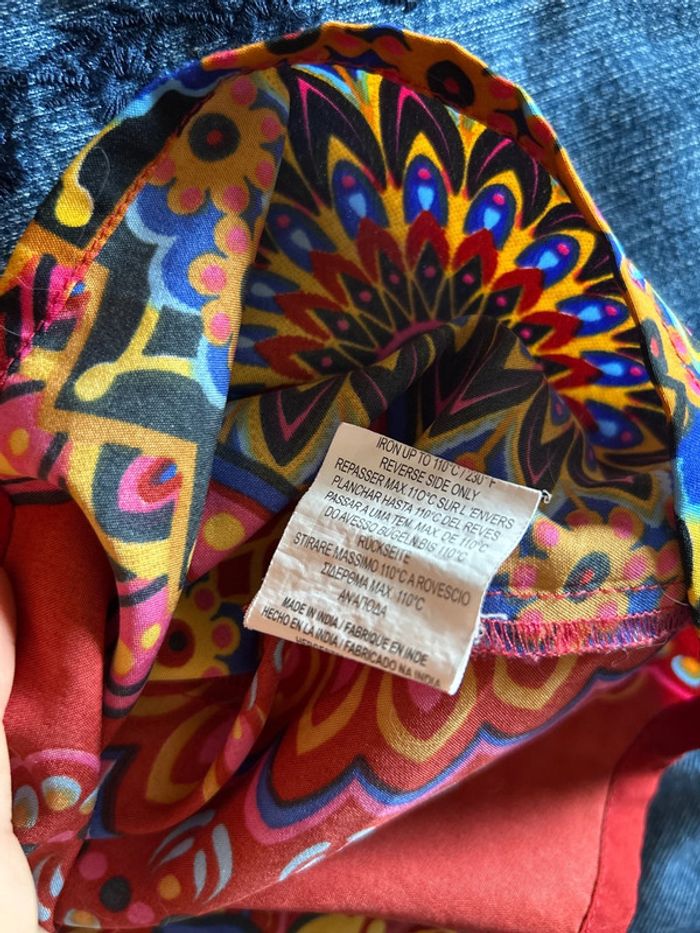 IRON UP TO 110°C / 230°F
REVERSE SIDE ONLY
REPASSER MAX.110°C SUR L'ENVERS
PLANCHAR HASTA 110°C DEL REVES
PASSAR A UMA TEM. MAX. DE 110°C
DO AVESSO BÜGELN BIS 110°C
RÜCKSEITE
STIRARE MASSIMO 110°C A ROVESCIO
ΣΙΔΕΡΩΜΑ ΜΑΧ. 110°C
ΑΝΑΠΟΔΑ
MADE IN INDIA / FABRIQUE EN INDE
HECHO EN LA INDIA / FABRICADO NA INDIA